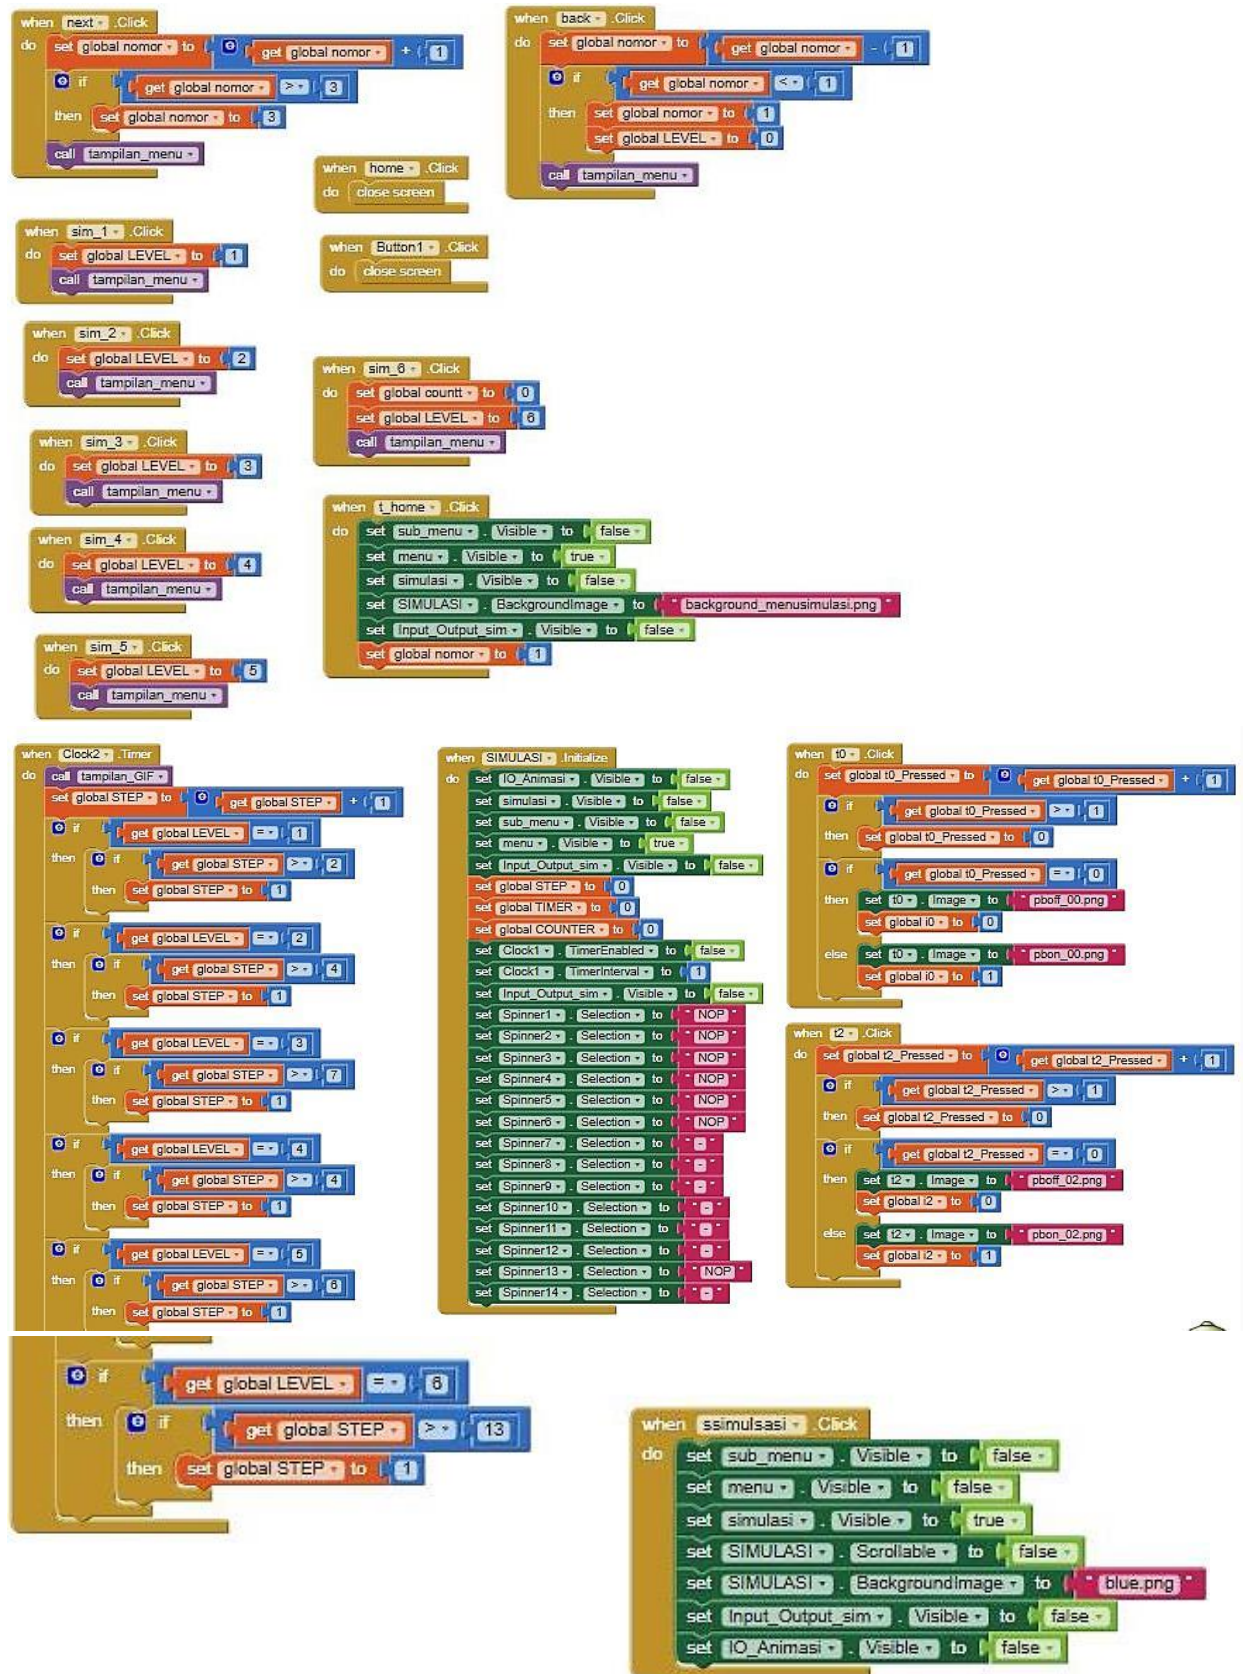 when next .Click
do set global nomor to get global nomor + 1
if get global nomor > 3
then set global nomor to 3
call tampilan_menu
when back .Click
do set global nomor to get global nomor - 1
if get global nomor < 1
then set global nomor to 1
set global LEVEL to 0
call tampilan_menu
when home .Click
do close screen
when sim_1 .Click
do set global LEVEL to 1
call tampilan_menu
when Button1 .Click
do close screen
when sim_2 .Click
do set global LEVEL to 2
call tampilan_menu
when sim_6 .Click
do set global countt to 0
set global LEVEL to 6
call tampilan_menu
when sim_3 .Click
do set global LEVEL to 3
call tampilan_menu
when sim_4 .Click
do set global LEVEL to 4
call tampilan_menu
when sim_5 .Click
do set global LEVEL to 5
call tampilan_menu
when t_home .Click
do set sub_menu . Visible to false
set menu . Visible to true
set simulasi . Visible to false
set SIMULASI . BackgroundImage to " background_menusimulasi.png "
set Input_Output_sim . Visible to false
set global nomor to 1
when Clock2 .Timer
do call tampilan_GIF
set global STEP to get global STEP + 1
if get global LEVEL = 1
then if get global STEP > 2
then set global STEP to 1
if get global LEVEL = 2
then if get global STEP > 4
then set global STEP to 1
if get global LEVEL = 3
then if get global STEP > 7
then set global STEP to 1
if get global LEVEL = 4
then if get global STEP > 4
then set global STEP to 1
if get global LEVEL = 5
then if get global STEP > 6
then set global STEP to 1
when SIMULASI .Initialize
do set IO_Animasi . Visible to false
set simulasi . Visible to false
set sub_menu . Visible to false
set menu . Visible to true
set Input_Output_sim . Visible to false
set global STEP to 0
set global TIMER to 0
set global COUNTER to 0
set Clock1 . TimerEnabled to false
set Clock1 . TimerInterval to 1
set Input_Output_sim . Visible to false
set Spinner1 . Selection to " NOP "
set Spinner2 . Selection to " NOP "
set Spinner3 . Selection to " NOP "
set Spinner4 . Selection to " NOP "
set Spinner5 . Selection to " NOP "
set Spinner6 . Selection to " NOP "
set Spinner7 . Selection to " - "
set Spinner8 . Selection to " - "
set Spinner9 . Selection to " - "
set Spinner10 . Selection to " - "
set Spinner11 . Selection to " - "
set Spinner12 . Selection to " - "
set Spinner13 . Selection to " NOP "
set Spinner14 . Selection to " - "
when t0 .Click
do set global t0_Pressed to get global t0_Pressed + 1
if get global t0_Pressed > 1
then set global t0_Pressed to 0
if get global t0_Pressed = 0
then set t0 . Image to " pboff_00.png "
set global i0 to 0
else set t0 . Image to " pbon_00.png "
set global i0 to 1
when t2 .Click
do set global t2_Pressed to get global t2_Pressed + 1
if get global t2_Pressed > 1
then set global t2_Pressed to 0
if get global t2_Pressed = 0
then set t2 . Image to " pboff_02.png "
set global i2 to 0
else set t2 . Image to " pbon_02.png "
set global i2 to 1
if get global LEVEL = 6
then if get global STEP > 13
then set global STEP to 1
when ssimulsasi .Click
do set sub_menu . Visible to false
set menu . Visible to false
set simulasi . Visible to true
set SIMULASI . Scrollable to false
set SIMULASI . BackgroundImage to " blue.png "
set Input_Output_sim . Visible to false
set IO_Animasi . Visible to false